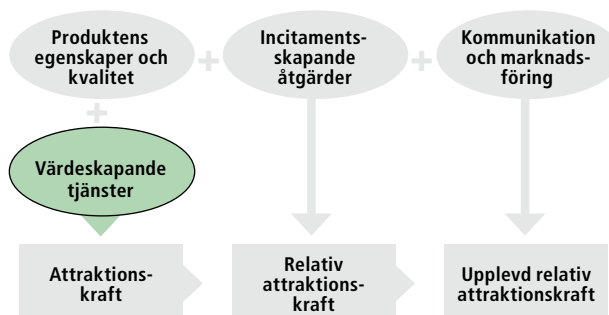 Produktens
egenskaper och
kvalitet
+
Incitaments-
skapande
åtgärder
+
Kommunikation
och marknads-
föring
+
Värdeskapande
tjänster
Attraktions-
kraft
Relativ
attraktions-
kraft
Upplevd relativ
attraktionskraft